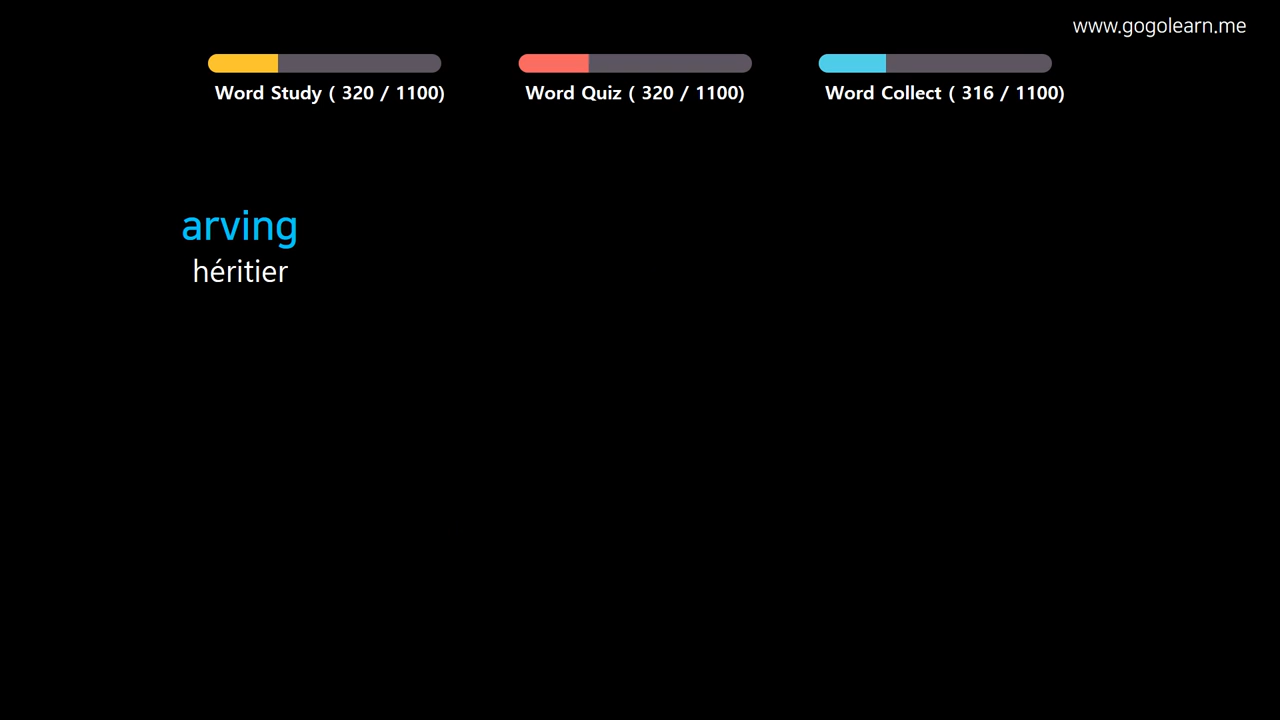 www.gogolearn.me
Word Study ( 320 / 1100)
Word Quiz ( 320 / 1100)
Word Collect ( 316 / 1100)
arving
héritier